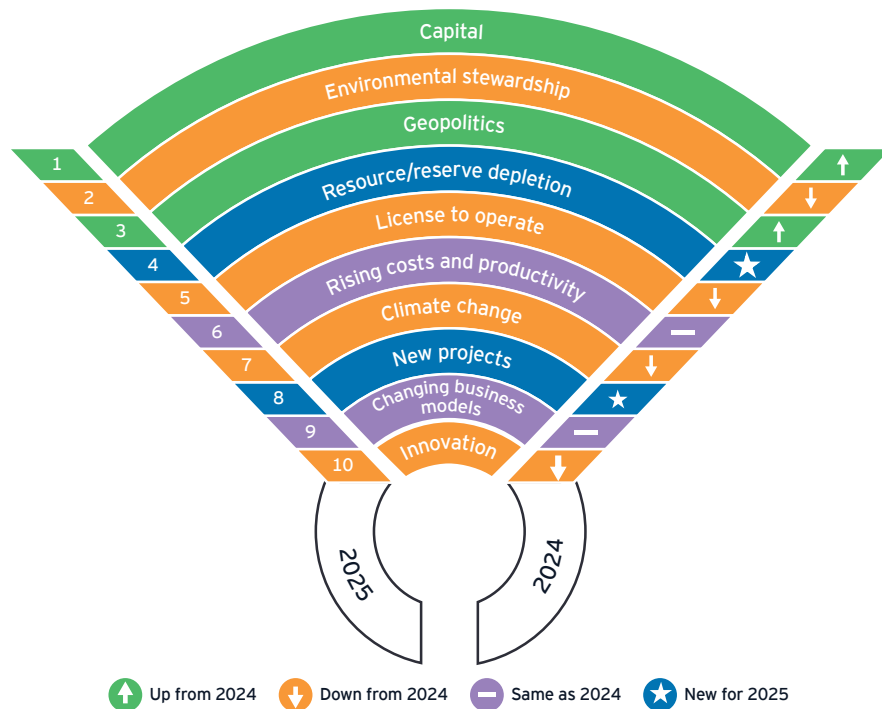 Capital
Environmental stewardship
Geopolitics
Resource/reserve depletion
License to operate
Rising costs and productivity
Climate change
New projects
Changing business
models
Innovation
1
2
3
4
5
6
7
8
9
10
2025
2024
Up from 2024
Down from 2024
Same as 2024
New for 2025